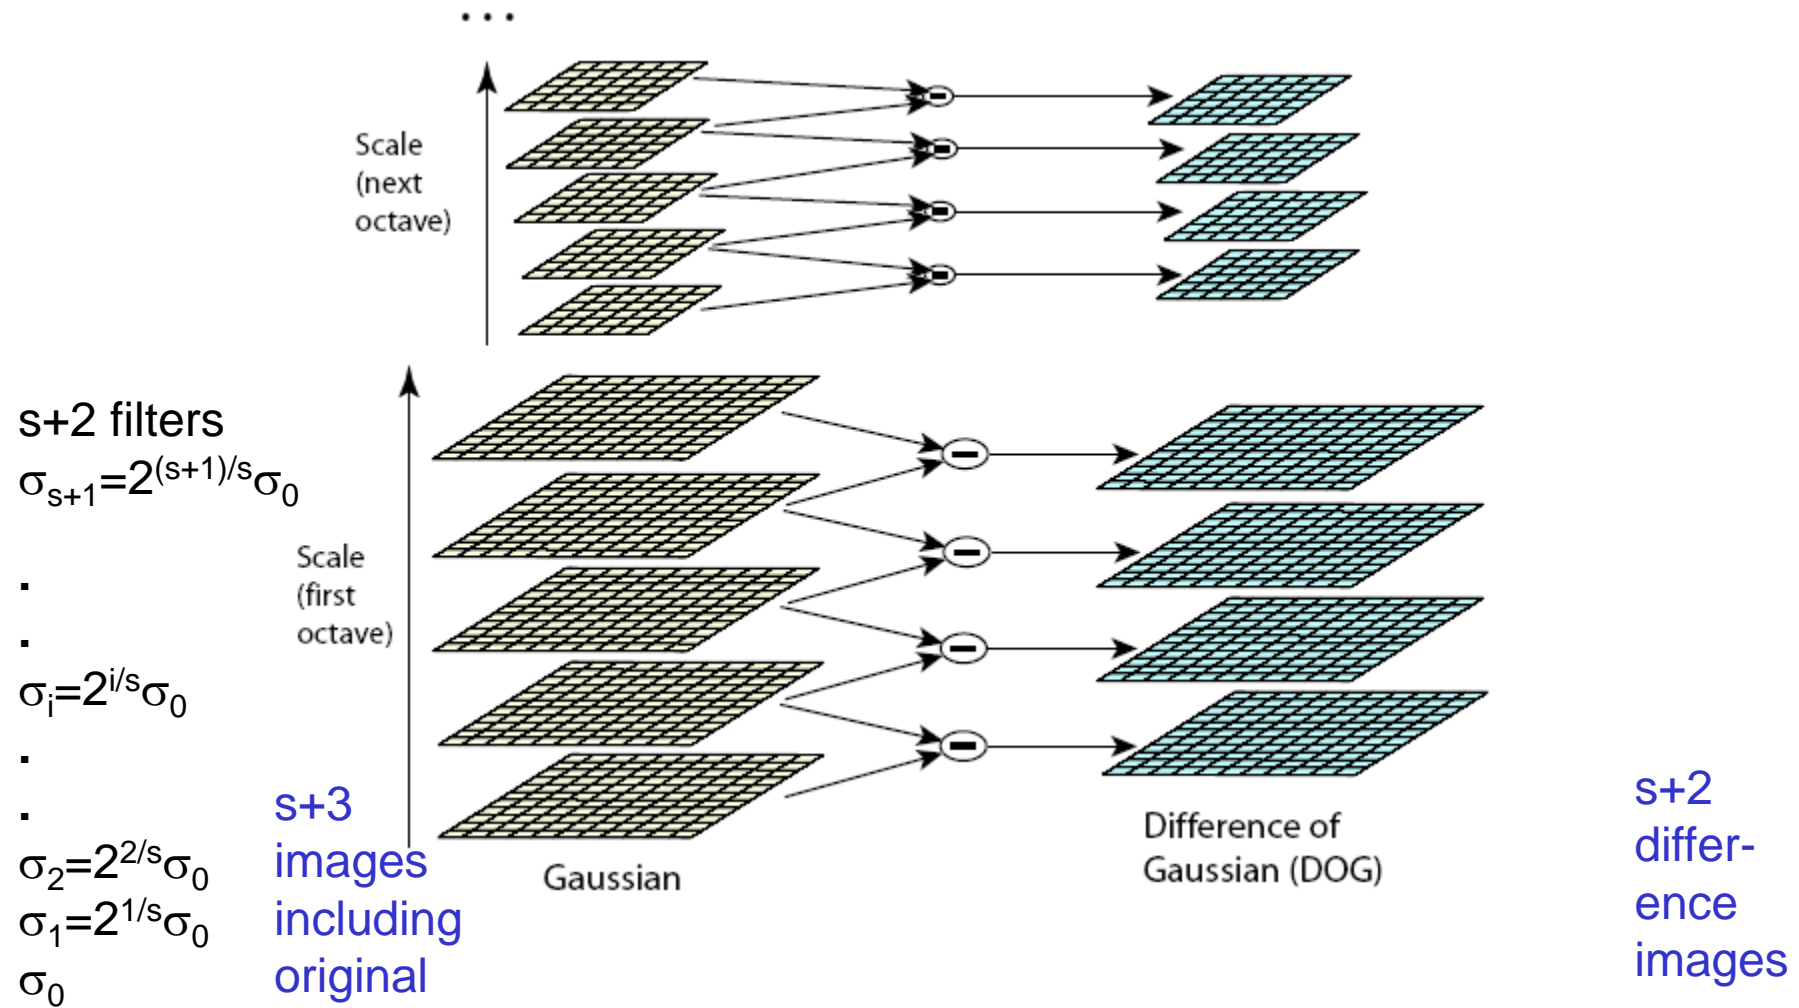 . . .
Scale
(next
octave)
s+2 filters
σs+1=2(s+1)/sσ0
.
.
σi=2i/sσ0
.
.
σ2=22/sσ0
σ1=21/sσ0
σ0
Scale
(first
octave)
s+3
images
including
original
Gaussian
Difference of
Gaussian (DOG)
s+2
differ-
ence
images